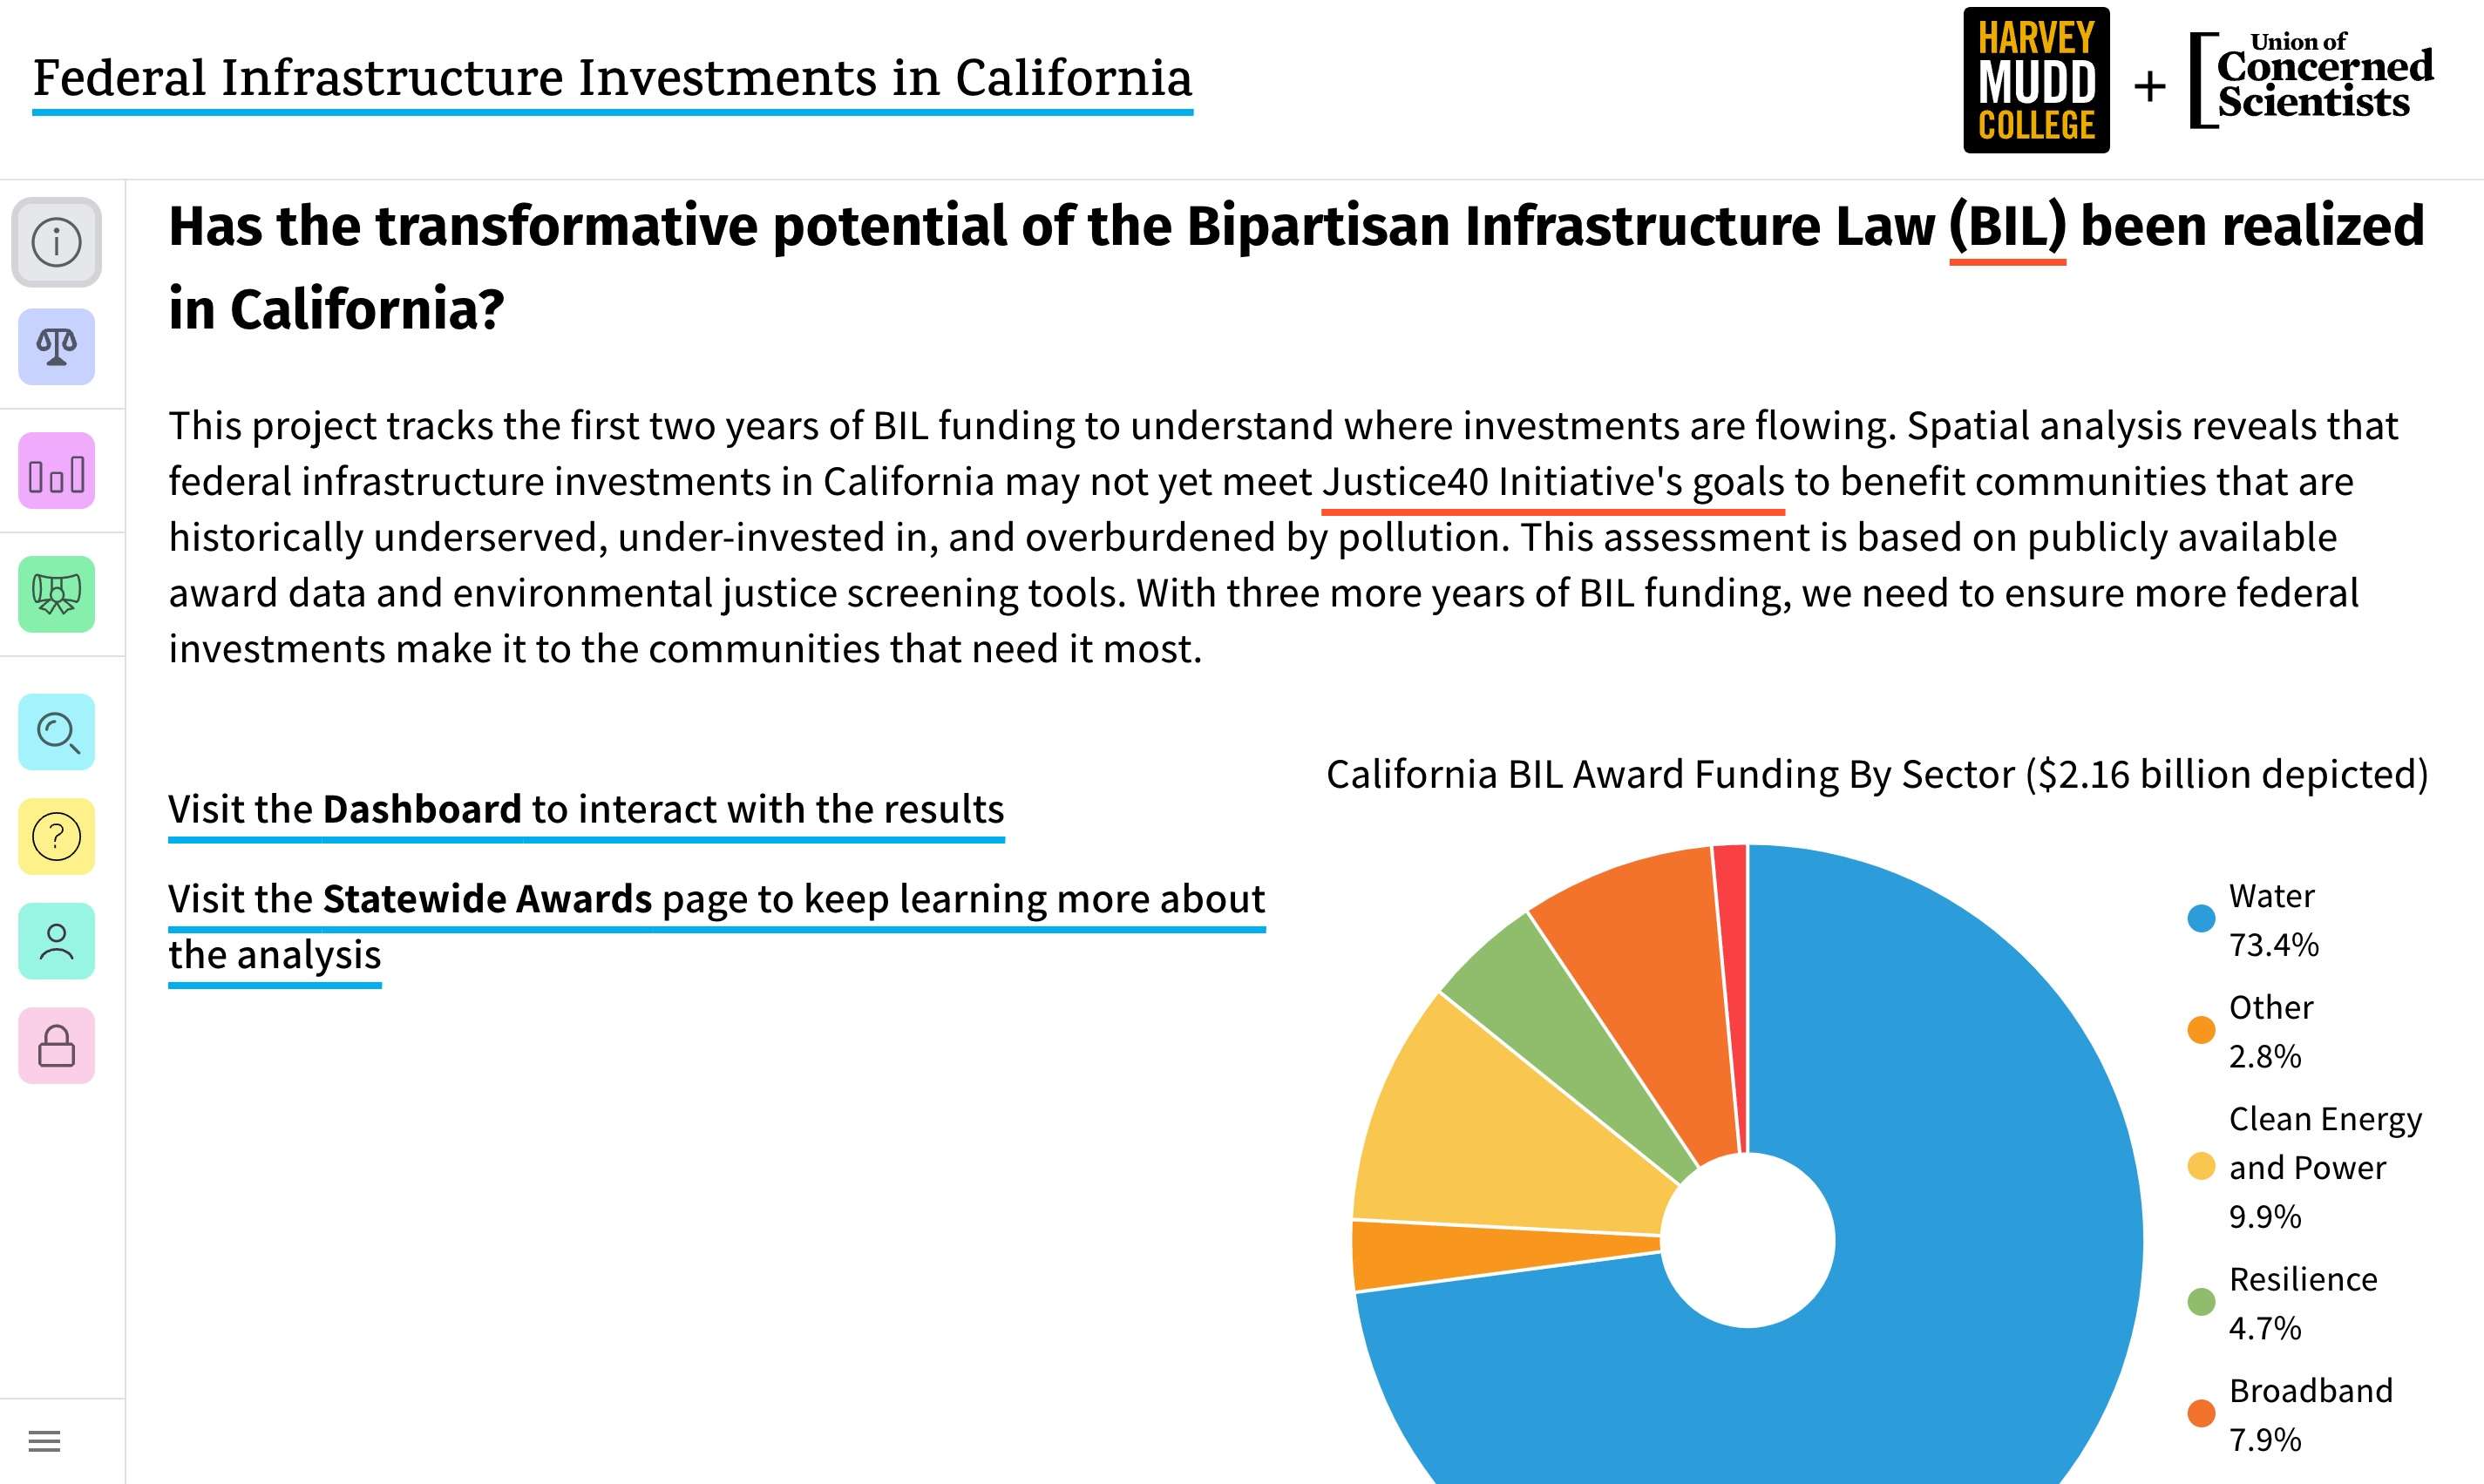 Federal Infrastructure Investments in California
HARVEY
MUDD
COLLEGE
+
Union of
Concerned
Scientists
Has the transformative potential of the Bipartisan Infrastructure Law (BIL) been realized
in California?
This project tracks the first two years of BIL funding to understand where investments are flowing. Spatial analysis reveals that
federal infrastructure investments in California may not yet meet Justice40 Initiative's goals to benefit communities that are
historically underserved, under-invested in, and overburdened by pollution. This assessment is based on publicly available
award data and environmental justice screening tools. With three more years of BIL funding, we need to ensure more federal
investments make it to the communities that need it most.
Visit the Dashboard to interact with the results
Visit the Statewide Awards page to keep learning more about
the analysis
California BIL Award Funding By Sector ($2.16 billion depicted)
Water
73.4%
Other
2.8%
Clean Energy
and Power
9.9%
Resilience
4.7%
Broadband
7.9%